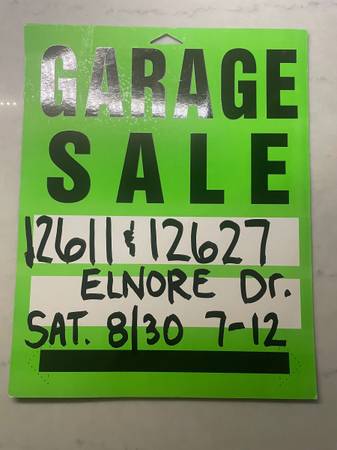 GARAGE
SALE
12611 & 12627
ELNORE Dr.
SAT. 8/30 7-12